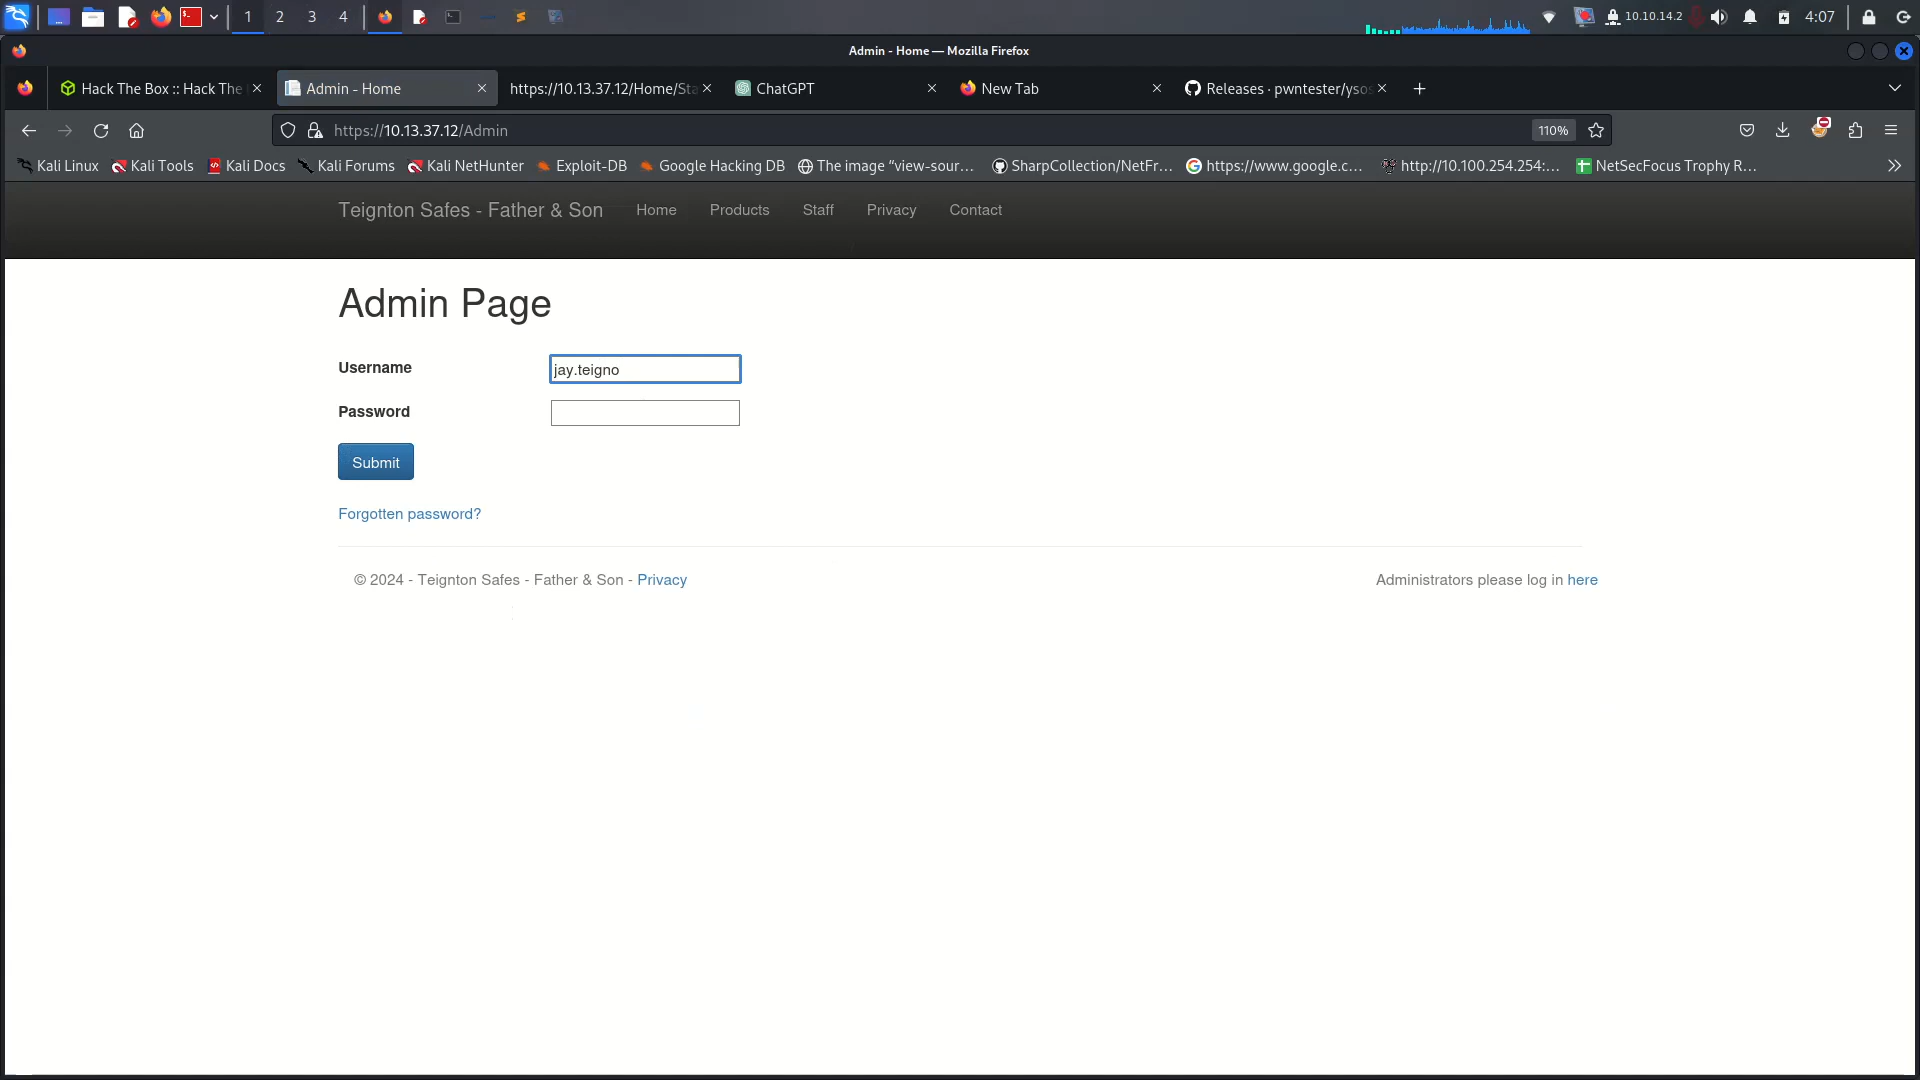 1 2 3 4 10.10.14.2 4:07
Admin - Home — Mozilla Firefox
Hack The Box :: Hack The Admin - Home https://10.13.37.12/Home/Sta ChatGPT New Tab Releases · pwntester/ysos
https://10.13.37.12/Admin 110%
Kali Linux Kali Tools Kali Docs Kali Forums Kali NetHunter Exploit-DB Google Hacking DB The image “view-sour… SharpCollection/NetFr… https://www.google.c… http://10.100.254.254:… NetSecFocus Trophy R…
Teignton Safes - Father & Son Home Products Staff Privacy Contact
Admin Page
Username jay.teigno
Password
Submit
Forgotten password?
© 2024 - Teignton Safes - Father & Son - Privacy Administrators please log in here